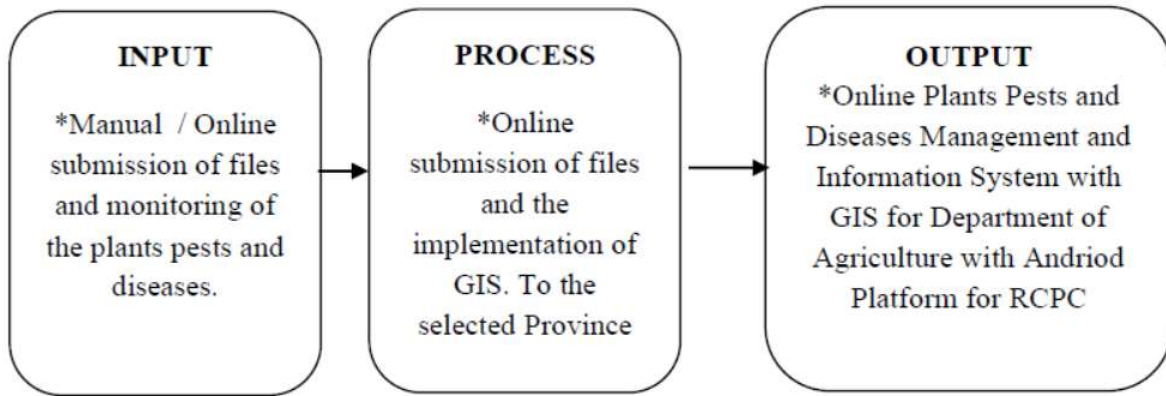 INPUT
*Manual / Online
submission of files
and monitoring of
the plants pests and
diseases.
PROCESS
*Online
submission of files
and the
implementation of
GIS. To the
selected Province
OUTPUT
*Online Plants Pests and
Diseases Management and
Information System with
GIS for Department of
Agriculture with Andriod
Platform for RCPC